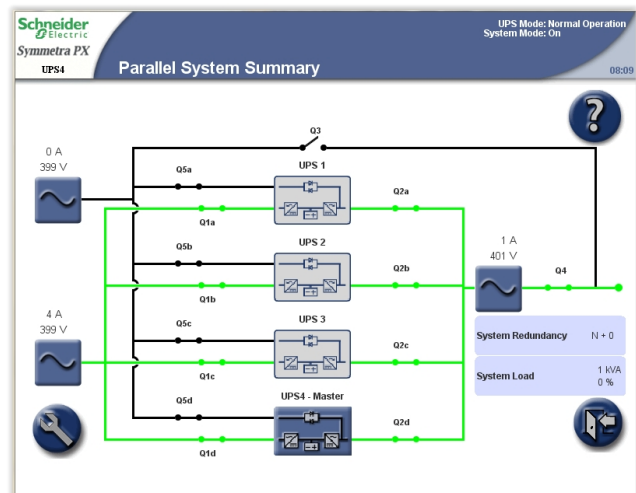 Schneider
Electric
Symmetra PX
UPS4
Parallel System Summary
UPS Mode: Normal Operation
System Mode: On
08:09
?
Q3
0 A
399 V
Q5a
UPS 1
Q2a
Q1a
Q5b
UPS 2
Q2b
Q1b
1 A
401 V
Q4
4 A
399 V
Q5c
UPS 3
Q2c
Q1c
System Redundancy N + 0
System Load 1 kVA
0 %
Q5d
UPS4 - Master
Q2d
Q1d